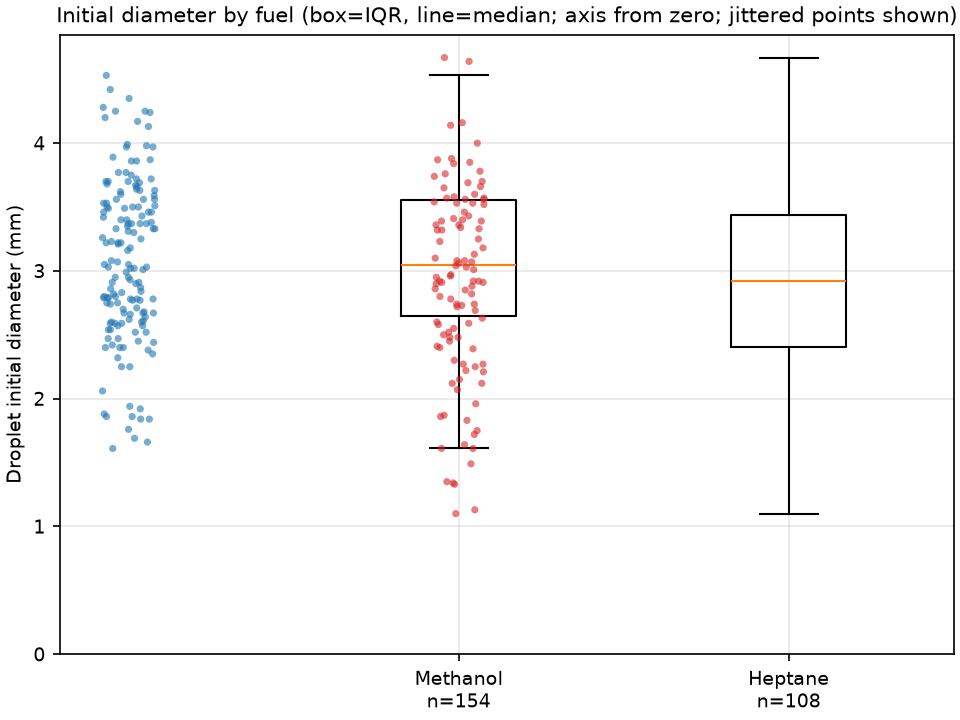 Initial diameter by fuel (box=IQR, line=median; axis from zero; jittered points shown)
Droplet initial diameter (mm)
4
3
2
1
0
Methanol
n=154
Heptane
n=108